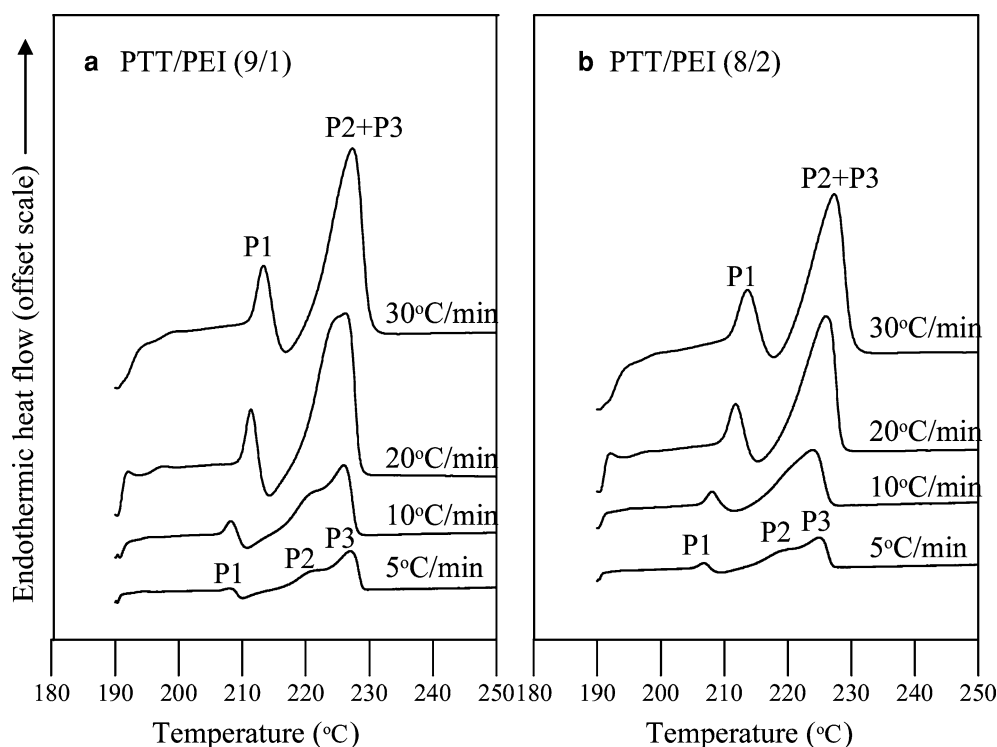 Endothermic heat flow (offset scale)
a PTT/PEI (9/1)
P2+P3
P1
30°C/min
20°C/min
10°C/min
P1
P2
P3
5°C/min
180 190 200 210 220 230 240 250
Temperature (°C)
b PTT/PEI (8/2)
P2+P3
P1
30°C/min
20°C/min
10°C/min
P1
P2
P3
5°C/min
180 190 200 210 220 230 240 250
Temperature (°C)